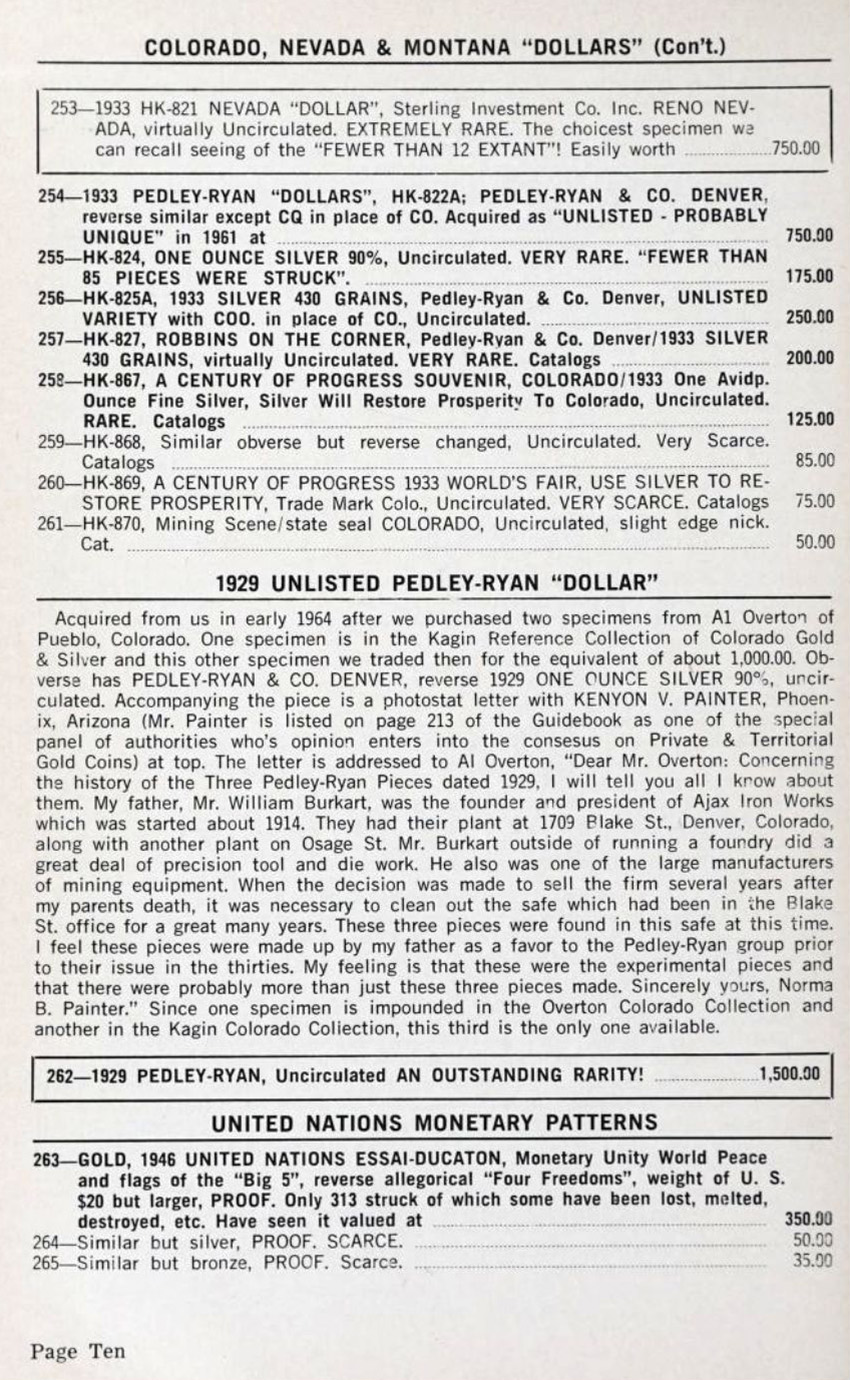 COLORADO, NEVADA & MONTANA “DOLLARS” (Con't.)
253—1933 HK-821 NEVADA “DOLLAR”, Sterling Investment Co. Inc. RENO NEV-
ADA, virtually Uncirculated. EXTREMELY RARE. The choicest specimen we
can recall seeing of the “FEWER THAN 12 EXTANT”! Easily worth ..................750.00
254—1933 PEDLEY-RYAN “DOLLARS”, HK-822A; PEDLEY-RYAN & CO. DENVER,
reverse similar except CQ in place of CO. Acquired as “UNLISTED - PROBABLY
UNIQUE” in 1961 at .................. 750.00
255—HK-824, ONE OUNCE SILVER 90%, Uncirculated. VERY RARE. “FEWER THAN
85 PIECES WERE STRUCK”. .................. 175.00
256—HK-825A, 1933 SILVER 430 GRAINS, Pedley-Ryan & Co. Denver, UNLISTED
VARIETY with COO. in place of CO., Uncirculated. .................. 250.00
257—HK-827, ROBBINS ON THE CORNER, Pedley-Ryan & Co. Denver/1933 SILVER
430 GRAINS, virtually Uncirculated. VERY RARE. Catalogs .................. 200.00
258—HK-867, A CENTURY OF PROGRESS SOUVENIR, COLORADO/1933 One Avidp.
Ounce Fine Silver, Silver Will Restore Prosperity To Colorado, Uncirculated.
RARE. Catalogs .................. 125.00
259—HK-868, Similar obverse but reverse changed, Uncirculated. Very Scarce.
Catalogs .................. 85.00
260—HK-869, A CENTURY OF PROGRESS 1933 WORLD'S FAIR, USE SILVER TO RE-
STORE PROSPERITY, Trade Mark Colo., Uncirculated. VERY SCARCE. Catalogs 75.00
261—HK-870, Mining Scene/state seal COLORADO, Uncirculated, slight edge nick.
Cat. .................. 50.00
1929 UNLISTED PEDLEY-RYAN “DOLLAR”
Acquired from us in early 1964 after we purchased two specimens from Al Overton of
Pueblo, Colorado. One specimen is in the Kagin Reference Collection of Colorado Gold
& Silver and this other specimen we traded then for the equivalent of about 1,000.00. Ob-
verse has PEDLEY-RYAN & CO. DENVER, reverse 1929 ONE OUNCE SILVER 90%, uncir-
culated. Accompanying the piece is a photostat letter with KENYON V. PAINTER, Phoen-
ix, Arizona (Mr. Painter is listed on page 213 of the Guidebook as one of the special
panel of authorities who's opinion enters into the consesus on Private & Territorial
Gold Coins) at top. The letter is addressed to Al Overton, “Dear Mr. Overton: Concerning
the history of the Three Pedley-Ryan Pieces dated 1929, I will tell you all I know about
them. My father, Mr. William Burkart, was the founder and president of Ajax Iron Works
which was started about 1914. They had their plant at 1709 Blake St., Denver, Colorado,
along with another plant on Osage St. Mr. Burkart outside of running a foundry did a
great deal of precision tool and die work. He also was one of the large manufacturers
of mining equipment. When the decision was made to sell the firm several years after
my parents death, it was necessary to clean out the safe which had been in the Blake
St. office for a great many years. These three pieces were found in this safe at this time.
I feel these pieces were made up by my father as a favor to the Pedley-Ryan group prior
to their issue in the thirties. My feeling is that these were the experimental pieces and
that there were probably more than just these three pieces made. Sincerely yours, Norma
B. Painter.” Since one specimen is impounded in the Overton Colorado Collection and
another in the Kagin Colorado Collection, this third is the only one available.
262—1929 PEDLEY-RYAN, Uncirculated AN OUTSTANDING RARITY! ..................1,500.00
UNITED NATIONS MONETARY PATTERNS
263—GOLD, 1946 UNITED NATIONS ESSAI-DUCATON, Monetary Unity World Peace
and flags of the “Big 5”, reverse allegorical “Four Freedoms”, weight of U. S.
$20 but larger, PROOF. Only 313 struck of which some have been lost, melted,
destroyed, etc. Have seen it valued at .................. 350.00
264—Similar but silver, PROOF. SCARCE. .................. 50.00
265—Similar but bronze, PROOF. Scarce. .................. 35.00
Page Ten